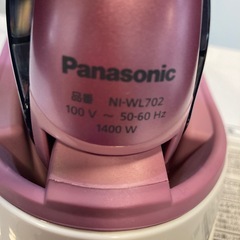 Panasonic
品番 NI-WL702
100 V ~ 50-60 Hz
1400 W